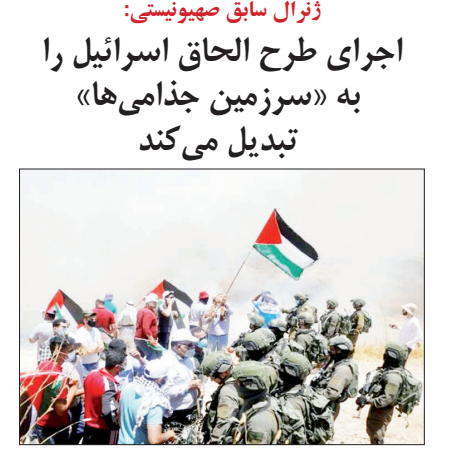 ژنرال سابق صهیونیستی:
اجرای طرح الحاق اسرائیل را
به «سرزمین جذامی‌ها»
تبدیل می‌کند